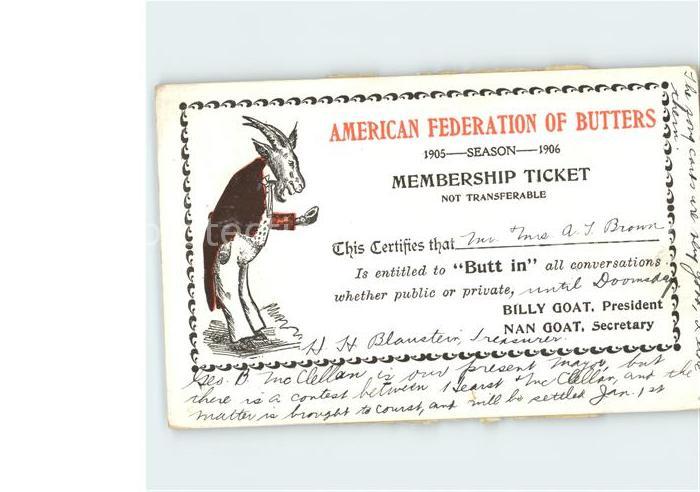 AMERICAN FEDERATION OF BUTTERS
1905—SEASON—1906
MEMBERSHIP TICKET
NOT TRANSFERABLE
This Certifies that Mr. Mrs A. T. Brown
Is entitled to "Butt in" all conversations
whether public or private, until Doomsday
BILLY GOAT, President
NAN GOAT, Secretary
H H Blaustein, Treasurer.
Geo. B McClellan is our present Mayor, but
there is a contest between Hearst & McClellan, and the
matter is brought to court, and will be settled Jan. 1st